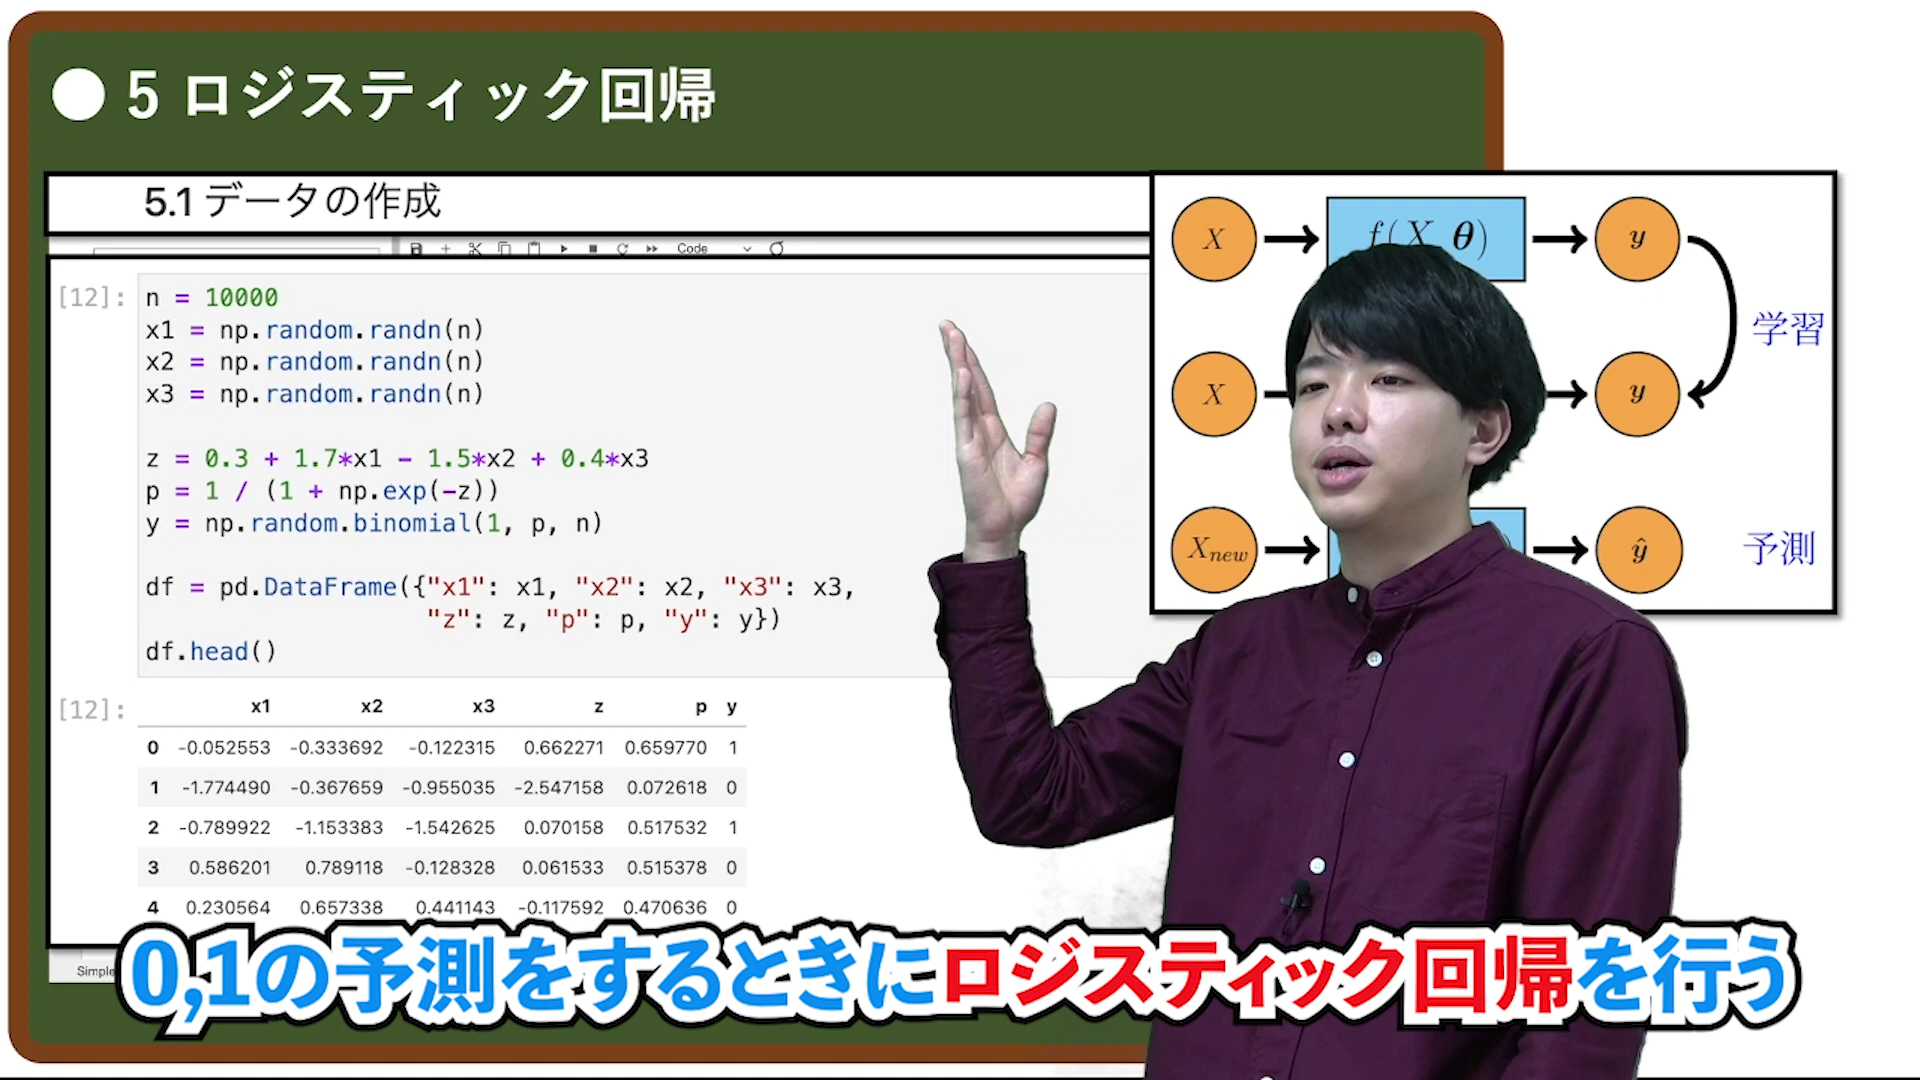 ● 5 ロジスティック回帰
5.1 データの作成
Code
[12]:
n = 10000
x1 = np.random.randn(n)
x2 = np.random.randn(n)
x3 = np.random.randn(n)
z = 0.3 + 1.7*x1 - 1.5*x2 + 0.4*x3
p = 1 / (1 + np.exp(-z))
y = np.random.binomial(1, p, n)
df = pd.DataFrame({"x1": x1, "x2": x2, "x3": x3,
"z": z, "p": p, "y": y})
df.head()
[12]:
x1 x2 x3 z p y
0 -0.052553 -0.333692 -0.122315 0.662271 0.659770 1
1 -1.774490 -0.367659 -0.955035 -2.547158 0.072618 0
2 -0.789922 -1.153383 -1.542625 0.070158 0.517532 1
3 0.586201 0.789118 -0.128328 0.061533 0.515378 0
4 0.230564 0.657338 0.441143 -0.117592 0.470636 0
Simple
X f(X θ) y
学習
X y
Xnew ŷ 予測
0,1の予測をするときにロジスティック回帰を行う